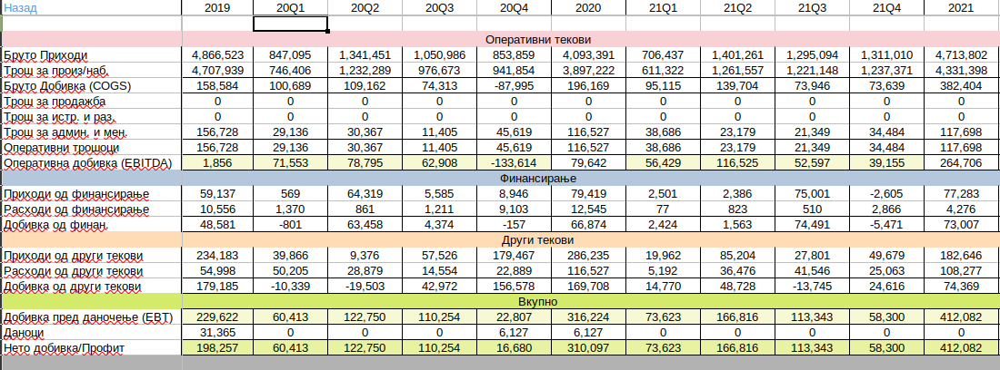 Назад 2019 20Q1 20Q2 20Q3 20Q4 2020 21Q1 21Q2 21Q3 21Q4 2021
Оперативни текови
Бруто Приходи 4,866,523 847,095 1,341,451 1,050,986 853,859 4,093,391 706,437 1,401,261 1,295,094 1,311,010 4,713,802
Трош за произ/наб. 4,707,939 746,406 1,232,289 976,673 941,854 3,897,222 611,322 1,261,557 1,221,148 1,237,371 4,331,398
Бруто Добивка (COGS) 158,584 100,689 109,162 74,313 -87,995 196,169 95,115 139,704 73,946 73,639 382,404
Трош за продажба 0 0 0 0 0 0 0 0 0 0 0
Трош за истр. и раз. 0 0 0 0 0 0 0 0 0 0 0
Трош за админ. и мен. 156,728 29,136 30,367 11,405 45,619 116,527 38,686 23,179 21,349 34,484 117,698
Оперативни трошоци 156,728 29,136 30,367 11,405 45,619 116,527 38,686 23,179 21,349 34,484 117,698
Оперативна добивка (EBITDA) 1,856 71,553 78,795 62,908 -133,614 79,642 56,429 116,525 52,597 39,155 264,706
Финансирање
Приходи од финансирање 59,137 569 64,319 5,585 8,946 79,419 2,501 2,386 75,001 -2,605 77,283
Расходи од финансирање 10,556 1,370 861 1,211 9,103 12,545 77 823 510 2,866 4,276
Добивка од финан. 48,581 -801 63,458 4,374 -157 66,874 2,424 1,563 74,491 -5,471 73,007
Други текови
Приходи од други текови 234,183 39,866 9,376 57,526 179,467 286,235 19,962 85,204 27,801 49,679 182,646
Расходи од други текови 54,998 50,205 28,879 14,554 22,889 116,527 5,192 36,476 41,546 25,063 108,277
Добивка од други текови 179,185 -10,339 -19,503 42,972 156,578 169,708 14,770 48,728 -13,745 24,616 74,369
Вкупно
Добивка пред даночење (EBT) 229,622 60,413 122,750 110,254 22,807 316,224 73,623 166,816 113,343 58,300 412,082
Даноци 31,365 0 0 0 6,127 6,127 0 0 0 0 0
Нето добивка/Профит 198,257 60,413 122,750 110,254 16,680 310,097 73,623 166,816 113,343 58,300 412,082